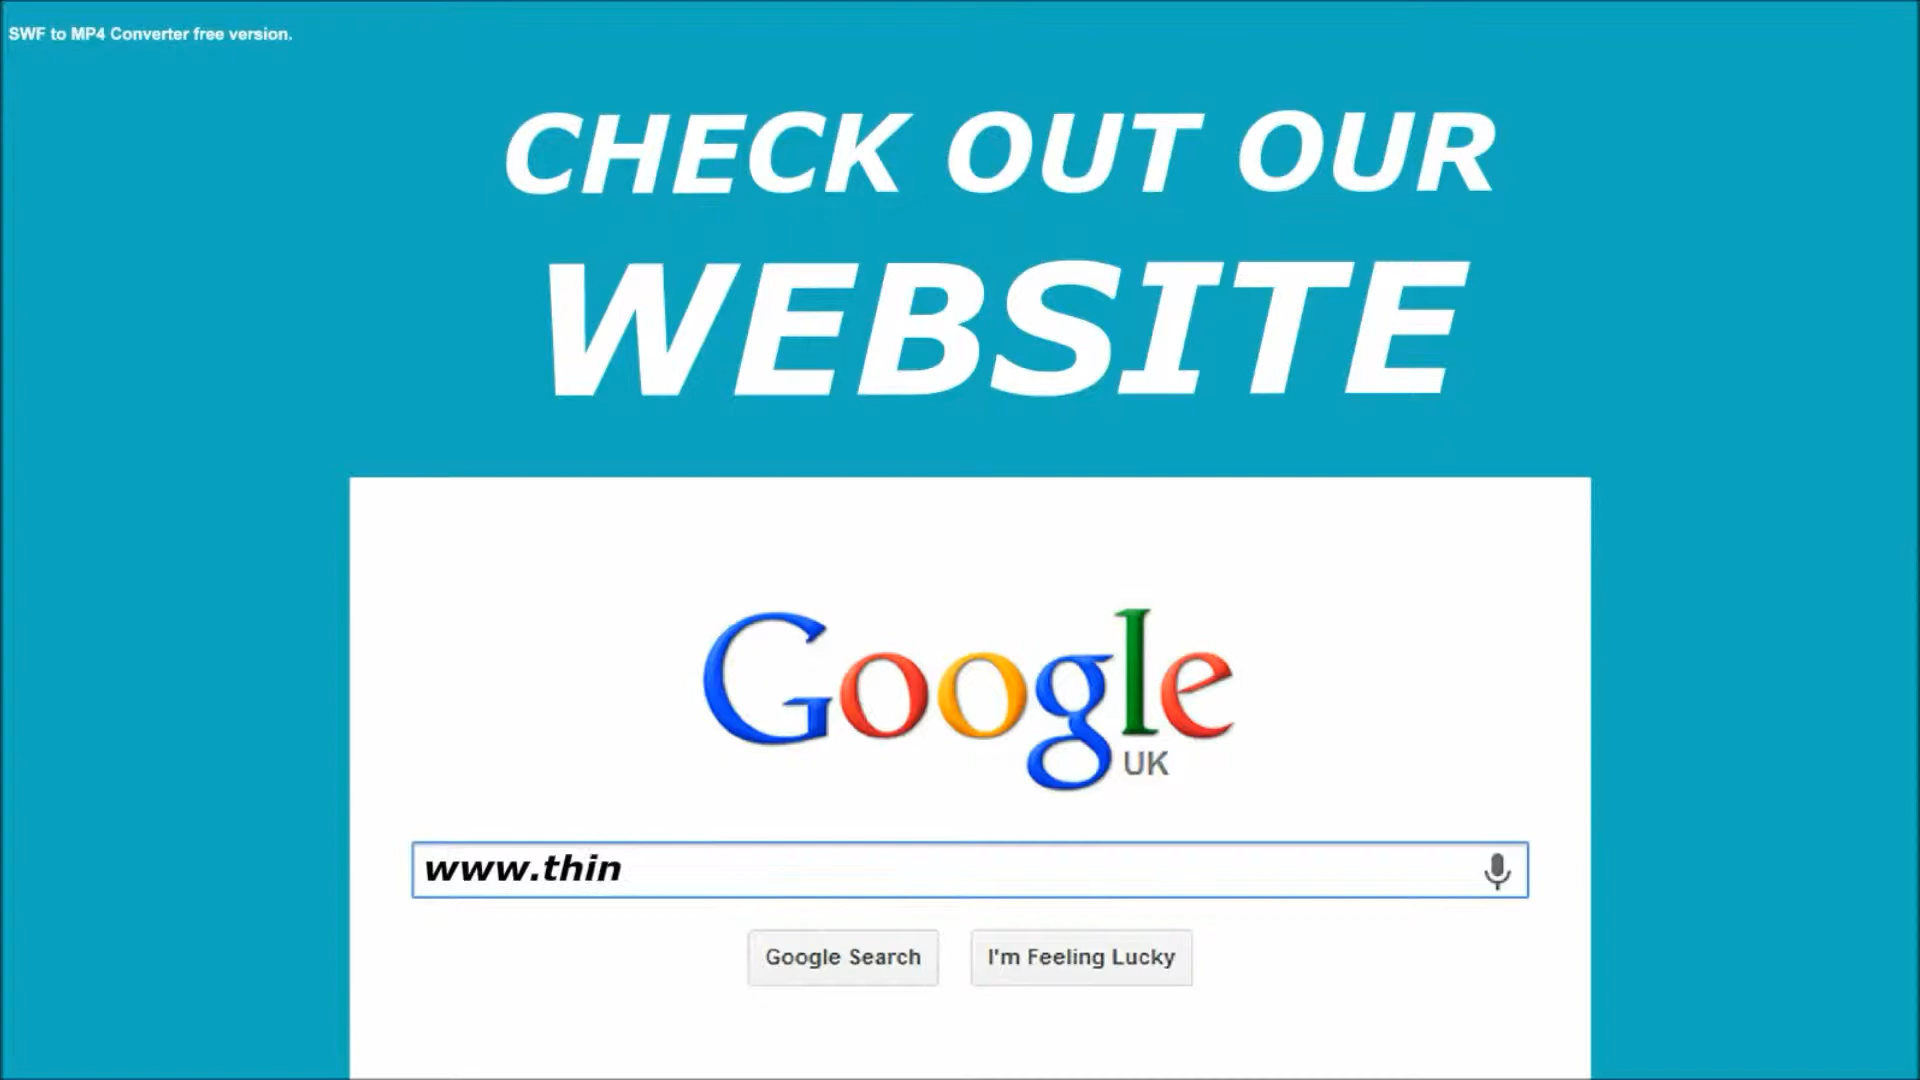 SWF to MP4 Converter free version.
CHECK OUT OUR
WEBSITE
Google
UK
www.thin
Google Search
I'm Feeling Lucky